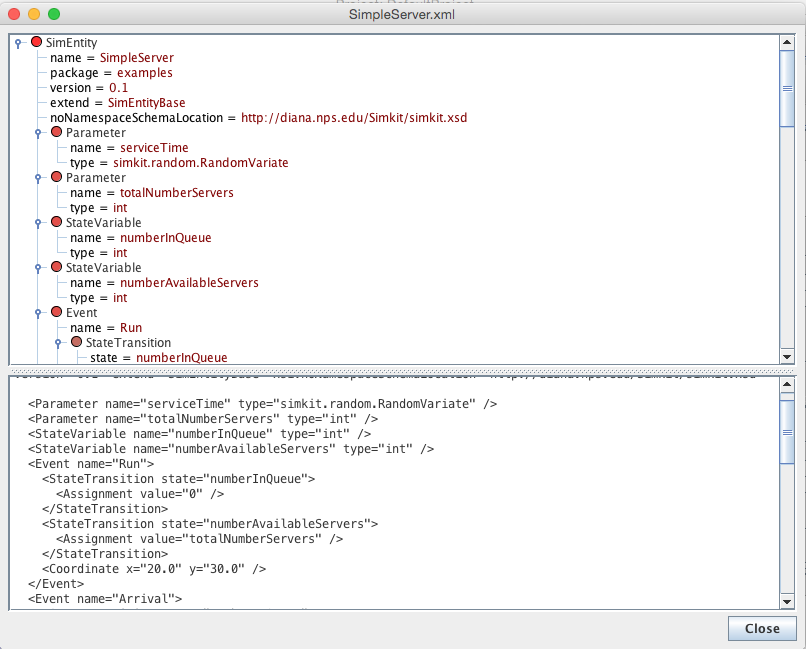 SimpleServer.xml
SimEntity
name = SimpleServer
package = examples
version = 0.1
extend = SimEntityBase
noNamespaceSchemaLocation = http://diana.nps.edu/Simkit/simkit.xsd
Parameter
name = serviceTime
type = simkit.random.RandomVariate
Parameter
name = totalNumberServers
type = int
StateVariable
name = numberInQueue
type = int
StateVariable
name = numberAvailableServers
type = int
Event
name = Run
StateTransition
state = numberInQueue
<Parameter name="serviceTime" type="simkit.random.RandomVariate" />
<Parameter name="totalNumberServers" type="int" />
<StateVariable name="numberInQueue" type="int" />
<StateVariable name="numberAvailableServers" type="int" />
<Event name="Run">
<StateTransition state="numberInQueue">
<Assignment value="0" />
</StateTransition>
<StateTransition state="numberAvailableServers">
<Assignment value="totalNumberServers" />
</StateTransition>
<Coordinate x="20.0" y="30.0" />
</Event>
<Event name="Arrival">
Close